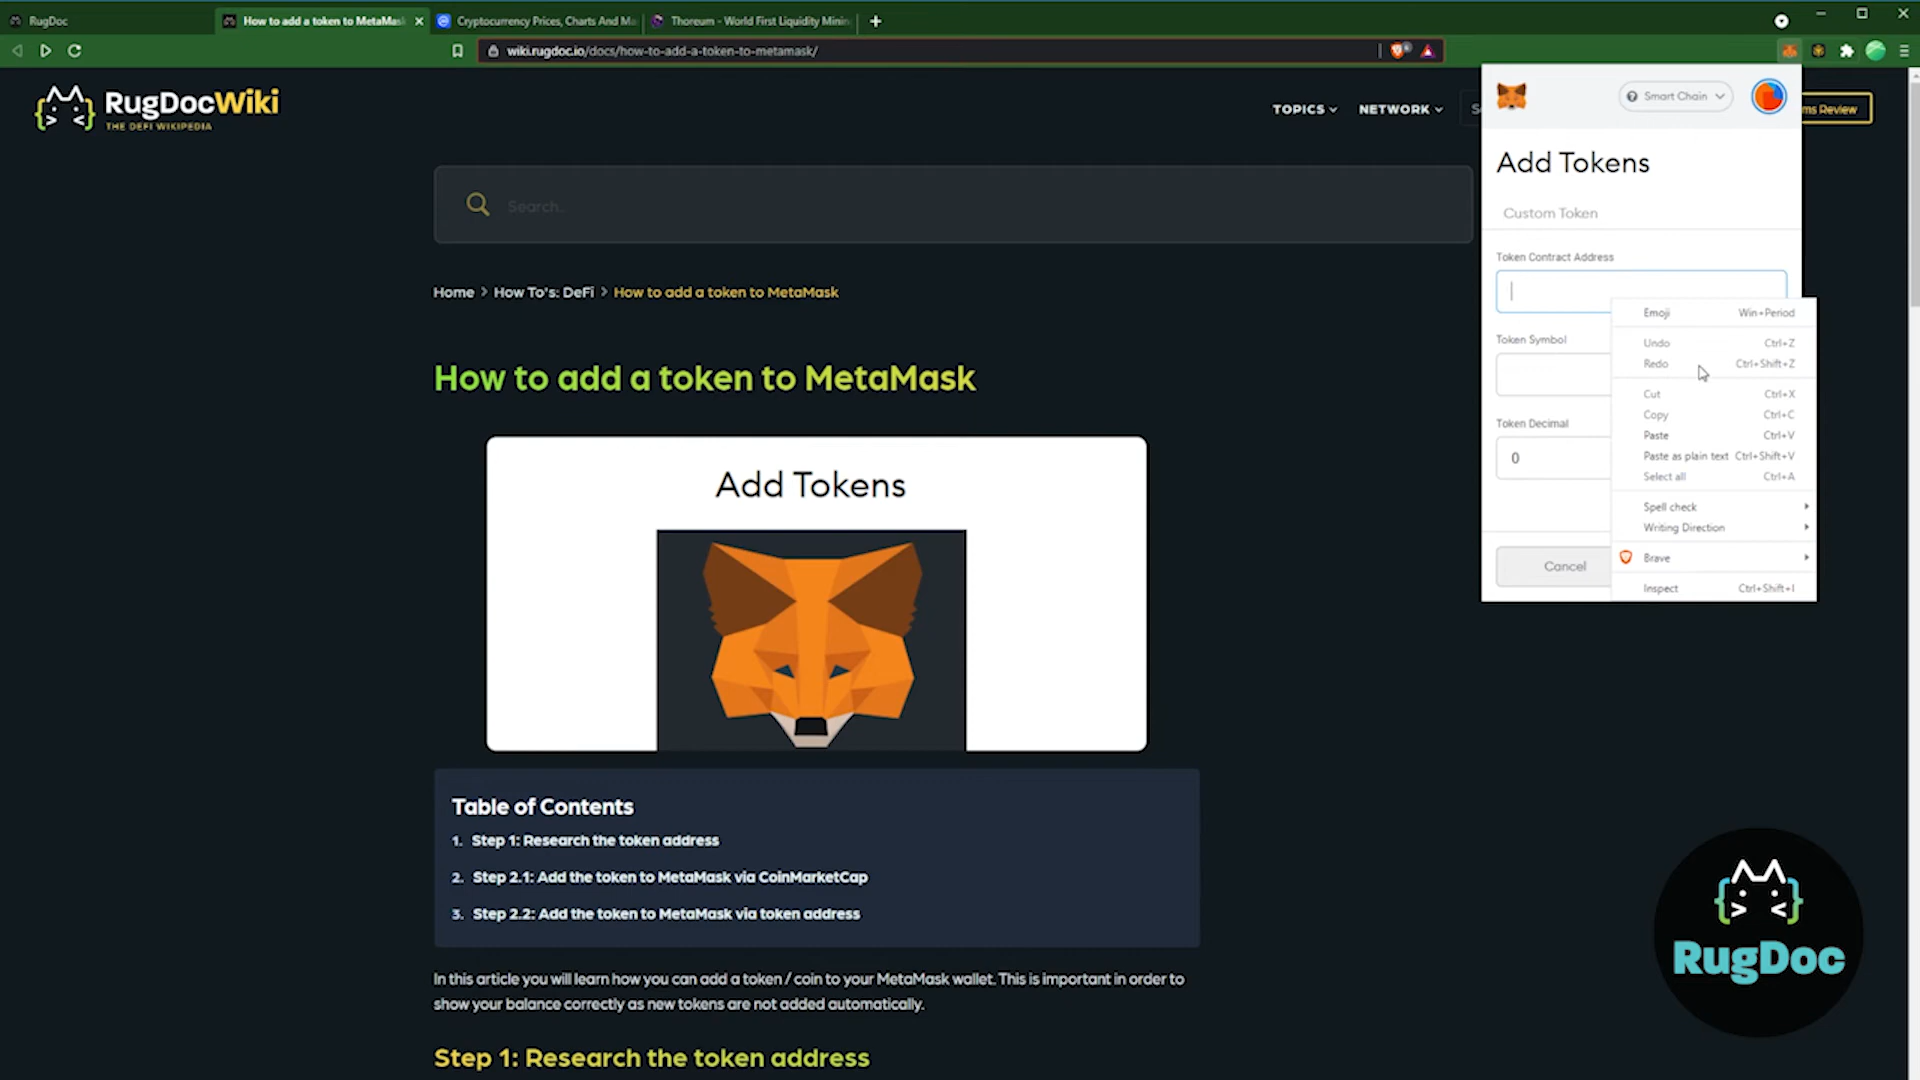 RugDoc
How to add a token to MetaMask
Cryptocurrency Prices, Charts And Ma
Thoreum - World First Liquidity Minin
wiki.rugdoc.io/docs/how-to-add-a-token-to-metamask/
RugDocWiki
THE DEFI WIKIPEDIA
TOPICS
NETWORK
ms Review
Search..
Home > How To's: DeFi > How to add a token to MetaMask
How to add a token to MetaMask
Add Tokens
Table of Contents
1. Step 1: Research the token address
2. Step 2.1: Add the token to MetaMask via CoinMarketCap
3. Step 2.2: Add the token to MetaMask via token address
In this article you will learn how you can add a token / coin to your MetaMask wallet. This is important in order to
show your balance correctly as new tokens are not added automatically.
Step 1: Research the token address
Smart Chain
Add Tokens
Custom Token
Token Contract Address
Token Symbol
Token Decimal
0
Cancel
Emoji Win+Period
Undo Ctrl+Z
Redo Ctrl+Shift+Z
Cut Ctrl+X
Copy Ctrl+C
Paste Ctrl+V
Paste as plain text Ctrl+Shift+V
Select all Ctrl+A
Spell check
Writing Direction
Brave
Inspect Ctrl+Shift+I
RugDoc